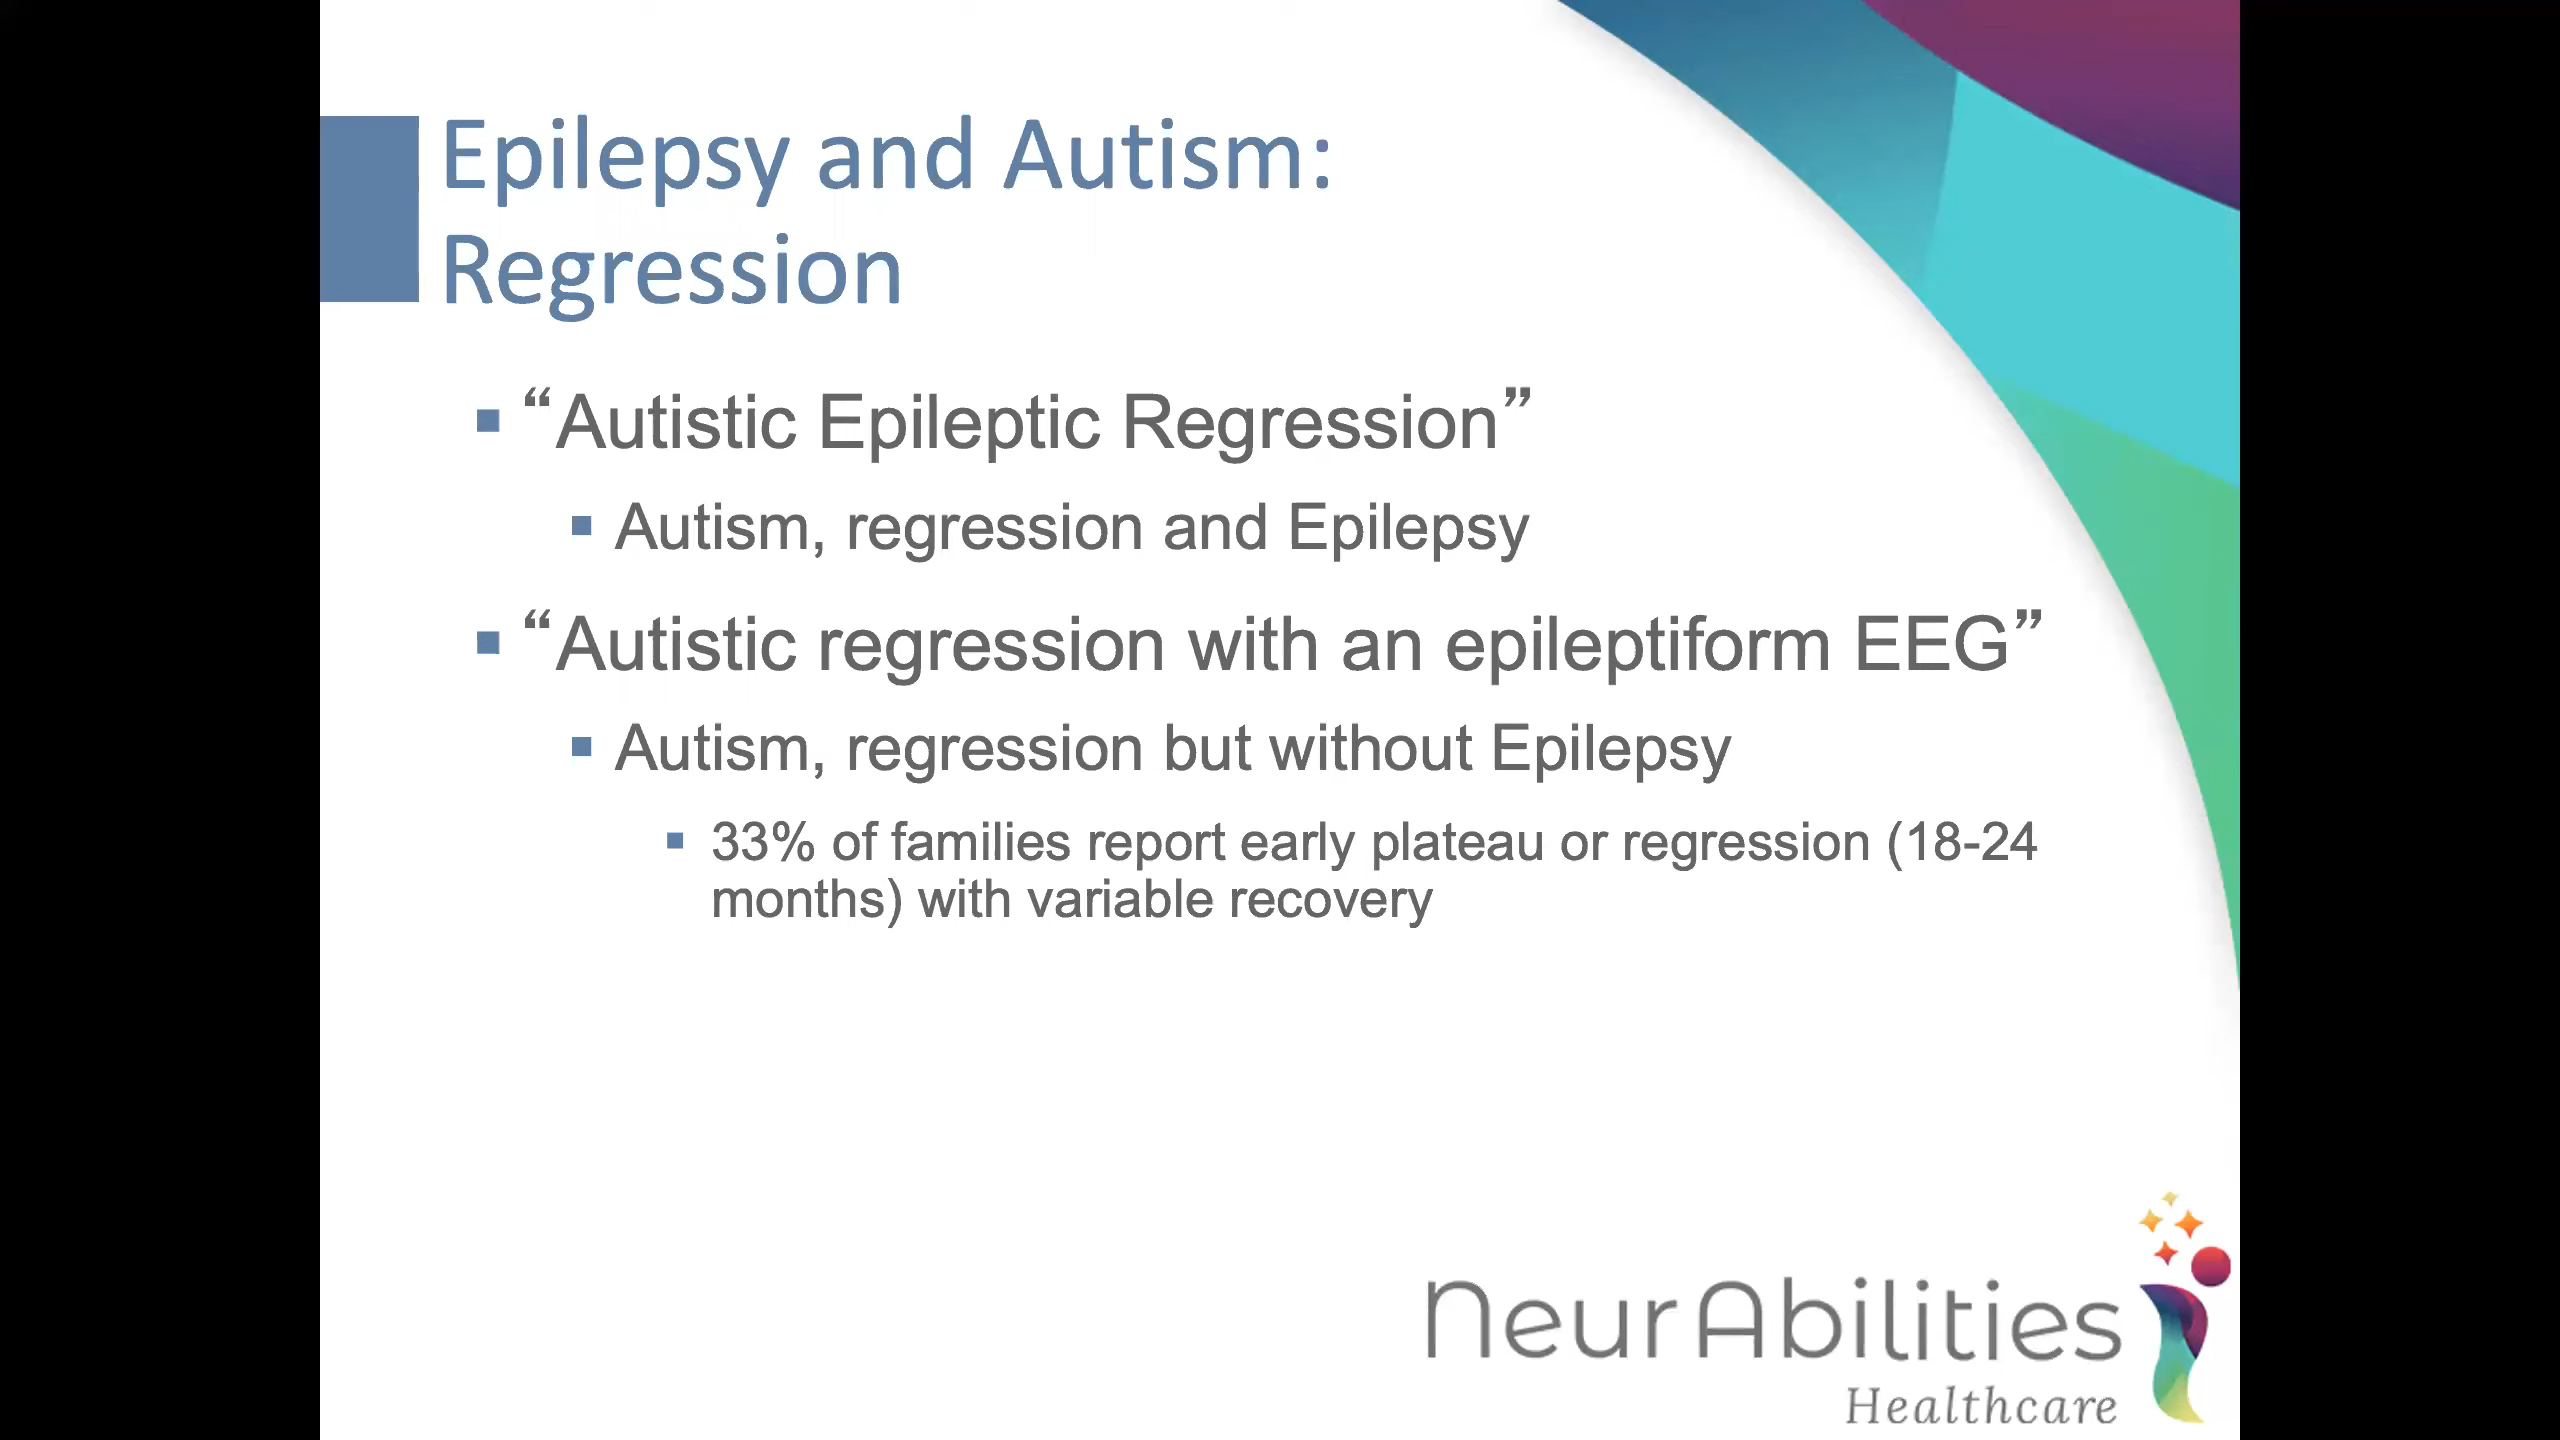 Epilepsy and Autism:
Regression
▪ “Autistic Epileptic Regression”
▪ Autism, regression and Epilepsy
▪ “Autistic regression with an epileptiform EEG”
▪ Autism, regression but without Epilepsy
▪ 33% of families report early plateau or regression (18-24
months) with variable recovery
NeurAbilities
Healthcare